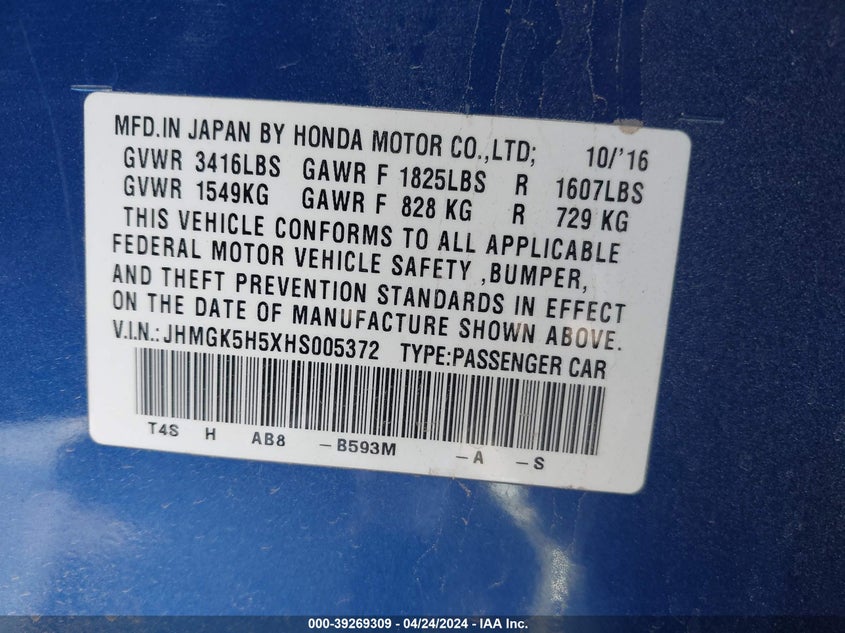 MFD.IN JAPAN BY HONDA MOTOR CO.,LTD; 10/'16
GVWR 3416LBS GAWR F 1825LBS R 1607LBS
GVWR 1549KG GAWR F 828 KG R 729 KG
THIS VEHICLE CONFORMS TO ALL APPLICABLE
FEDERAL MOTOR VEHICLE SAFETY ,BUMPER,
AND THEFT PREVENTION STANDARDS IN EFFECT
ON THE DATE OF MANUFACTURE SHOWN ABOVE.
V.I.N.: JHMGK5H5XHS005372 TYPE:PASSENGER CAR
T4S H AB8 -B593M -A -S
000-39269309 - 04/24/2024 - IAA Inc.